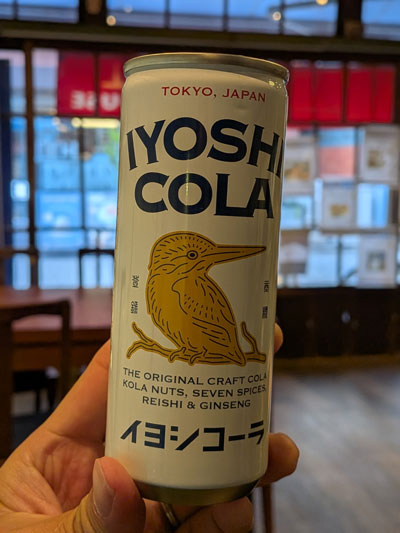 TOKYO, JAPAN
IYOSHI
COLA
THE ORIGINAL CRAFT COLA
KOLA NUTS, SEVEN SPICES,
REISHI & GINSENG
イヨシコーラ